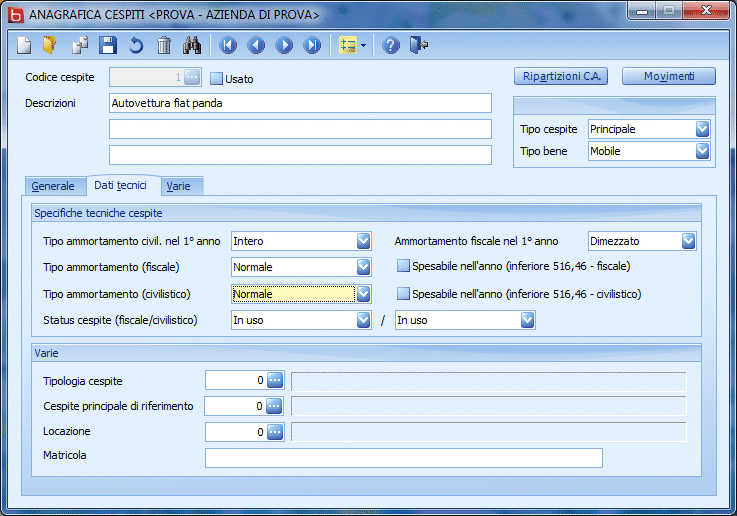 ANAGRAFICA CESPITI <PROVA - AZIENDA DI PROVA>
Codice cespite 1 ... Usato Ripartizioni C.A. Movimenti
Descrizioni Autovettura fiat panda
Tipo cespite Principale
Tipo bene Mobile
Generale Dati tecnici Varie
Specifiche tecniche cespite
Tipo ammortamento civil. nel 1° anno Intero Ammortamento fiscale nel 1° anno Dimezzato
Tipo ammortamento (fiscale) Normale Spesabile nell'anno (inferiore 516,46 - fiscale)
Tipo ammortamento (civilistico) Normale Spesabile nell'anno (inferiore 516,46 - civilistico)
Status cespite (fiscale/civilistico) In uso / In uso
Varie
Tipologia cespite 0 ...
Cespite principale di riferimento 0 ...
Locazione 0 ...
Matricola